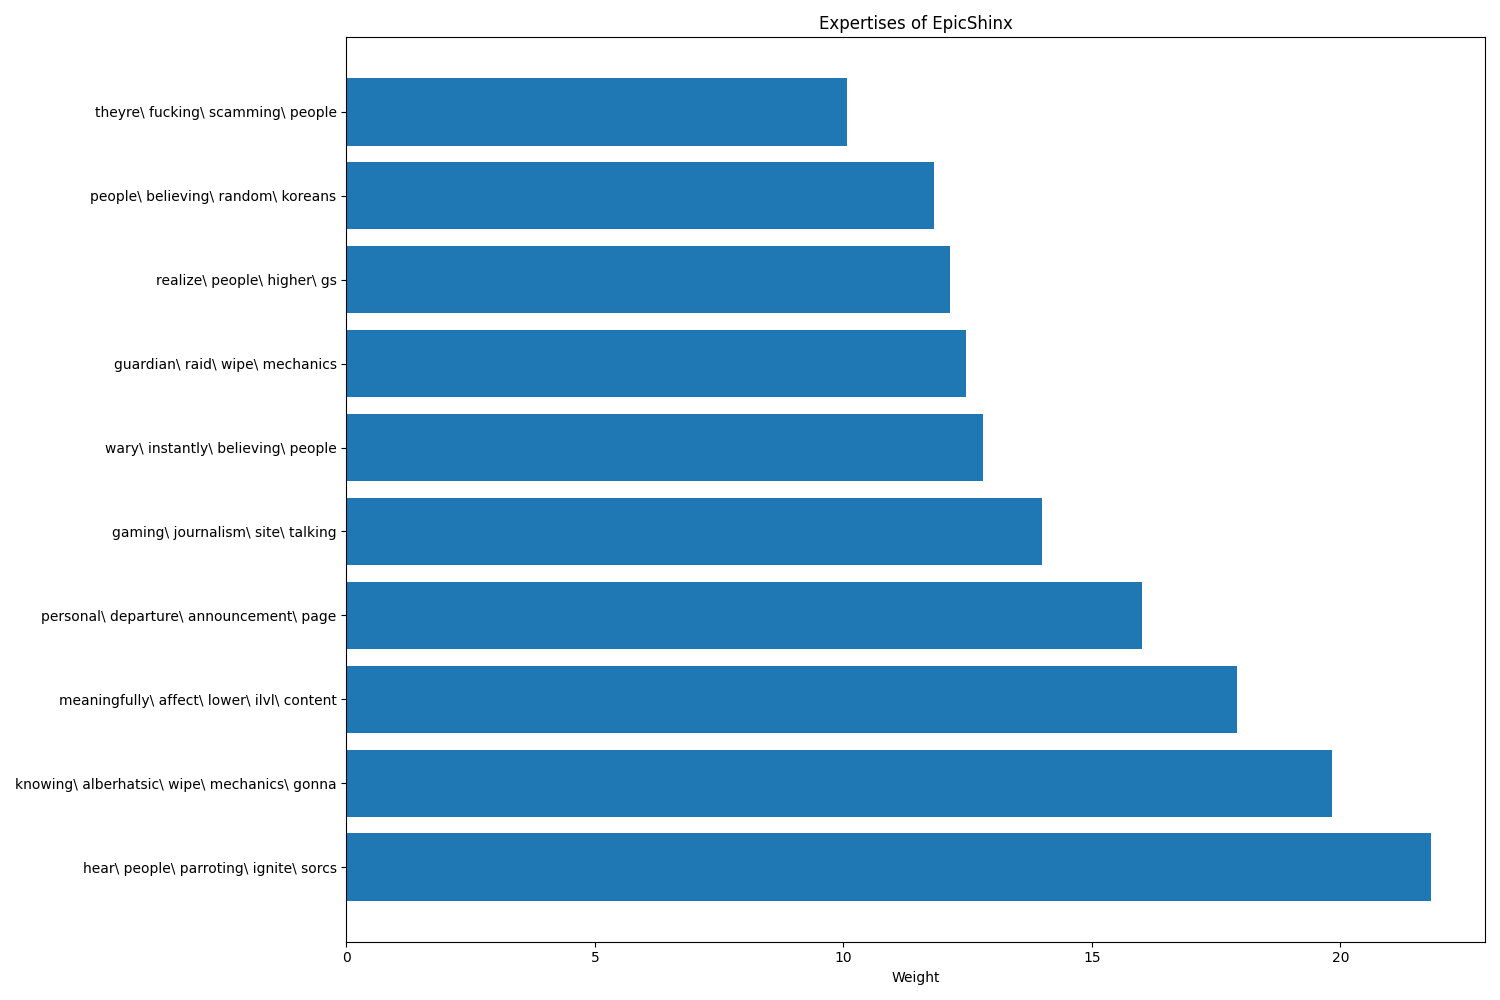 Expertises of EpicShinx
theyre\ fucking\ scamming\ people
people\ believing\ random\ koreans
realize\ people\ higher\ gs
guardian\ raid\ wipe\ mechanics
wary\ instantly\ believing\ people
gaming\ journalism\ site\ talking
personal\ departure\ announcement\ page
meaningfully\ affect\ lower\ ilvl\ content
knowing\ alberhatsic\ wipe\ mechanics\ gonna
hear\ people\ parroting\ ignite\ sorcs
0 5 10 15 20
Weight